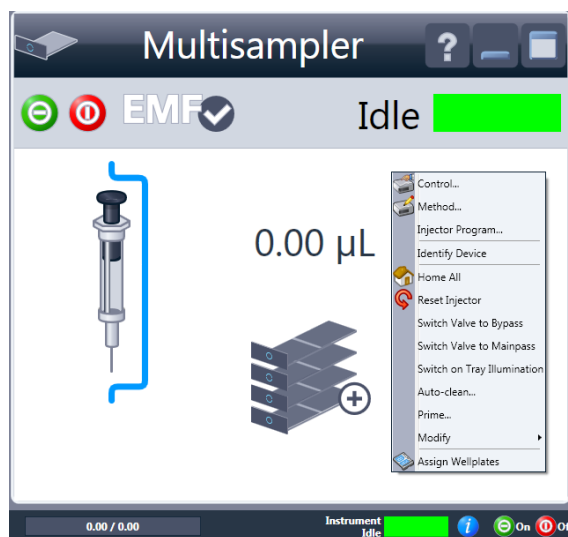 Multisampler ?
EMF Idle
0.00 µL
Control...
Method...
Injector Program...
Identify Device
Home All
Reset Injector
Switch Valve to Bypass
Switch Valve to Mainpass
Switch on Tray Illumination
Auto-clean...
Prime...
Modify
Assign Wellplates
0.00 / 0.00
Instrument
Idle
i On Of